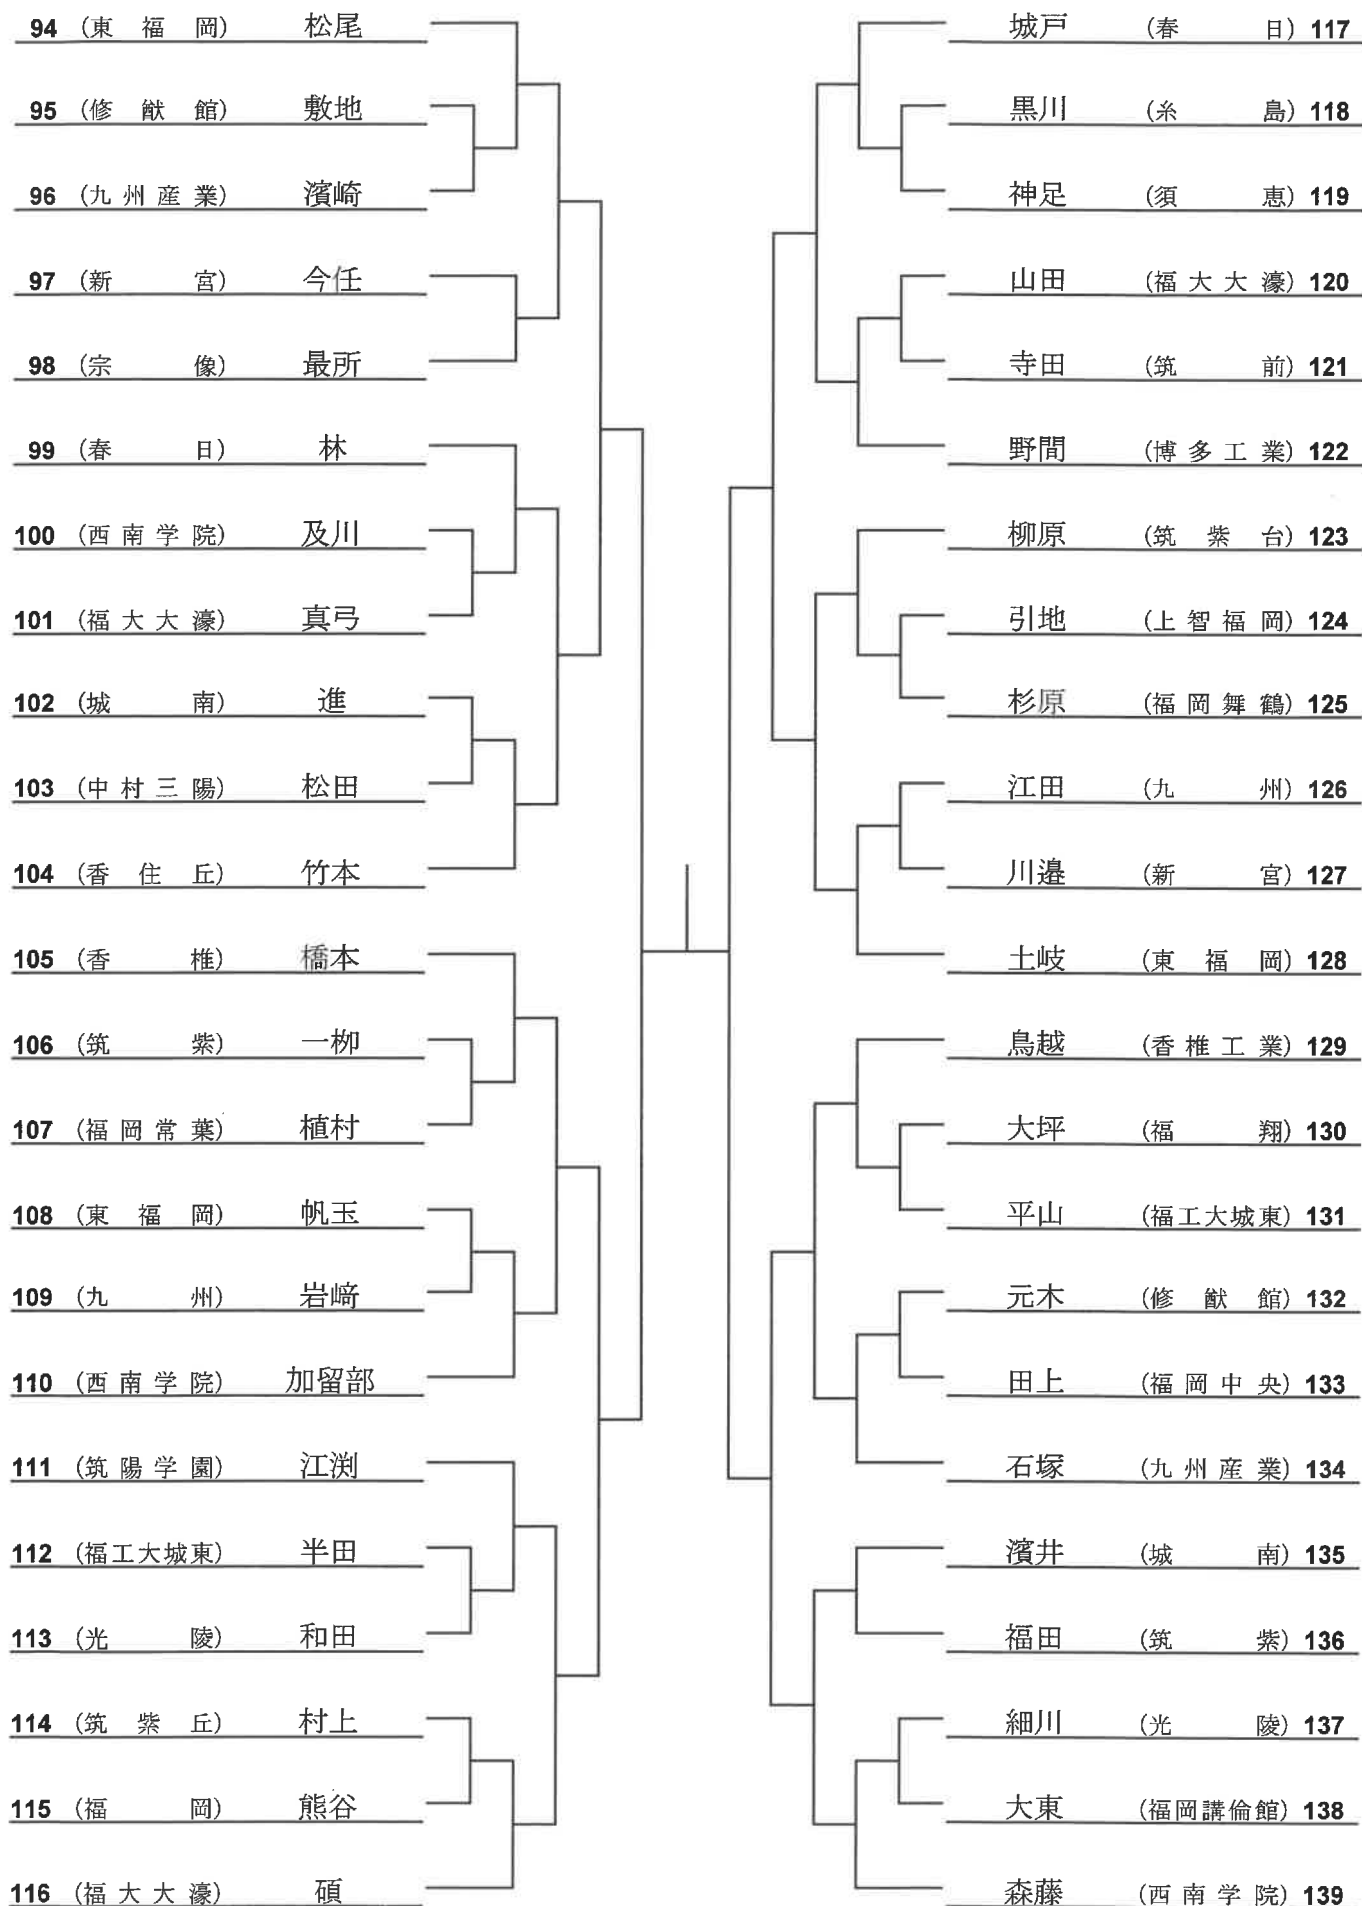 94 (東福岡) 松尾
95 (修猷館) 敷地
96 (九州産業) 濱崎
97 (新宮) 今任
98 (宗像) 最所
99 (春日) 林
100 (西南学院) 及川
101 (福大大濠) 真弓
102 (城南) 進
103 (中村三陽) 松田
104 (香住丘) 竹本
105 (香椎) 橋本
106 (筑紫) 一栁
107 (福岡常葉) 植村
108 (東福岡) 帆玉
109 (九州) 岩﨑
110 (西南学院) 加留部
111 (筑陽学園) 江渕
112 (福工大城東) 半田
113 (光陵) 和田
114 (筑紫丘) 村上
115 (福岡) 熊谷
116 (福大大濠) 碩
城戸 (春日) 117
黒川 (糸島) 118
神足 (須恵) 119
山田 (福大大濠) 120
寺田 (筑前) 121
野間 (博多工業) 122
柳原 (筑紫台) 123
引地 (上智福岡) 124
杉原 (福岡舞鶴) 125
江田 (九州) 126
川邉 (新宮) 127
土岐 (東福岡) 128
鳥越 (香椎工業) 129
大坪 (福翔) 130
平山 (福工大城東) 131
元木 (修猷館) 132
田上 (福岡中央) 133
石塚 (九州産業) 134
濱井 (城南) 135
福田 (筑紫) 136
細川 (光陵) 137
大東 (福岡講倫館) 138
森藤 (西南学院) 139